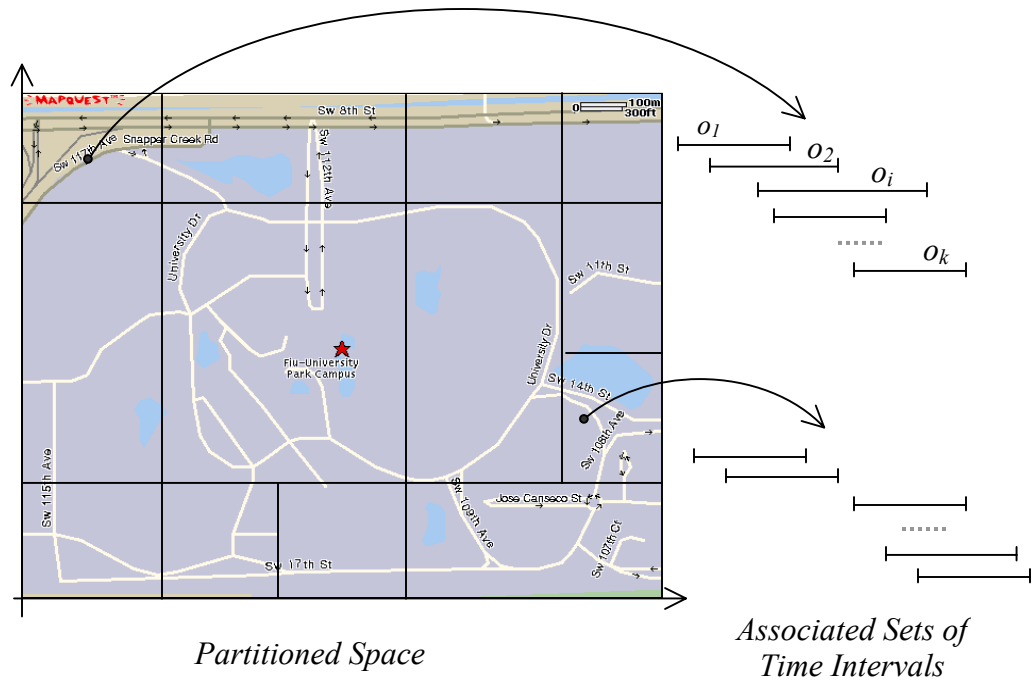 MAPQUEST
Sw 8th St
100m
0
300ft
Sw 117th Ave
Snapper Creek Rd
Sw 112th Ave
o1
o2
oi
ok
University Dr
Sw 11th St
Fiu-University
Park Campus
University Dr
Sw 14th St
Sw 108th Ave
Sw 115th Ave
Sw 109th Ave
Jose Canseco St
Sw 107th Ct
Sw 17th St
Partitioned Space
Associated Sets of
Time Intervals